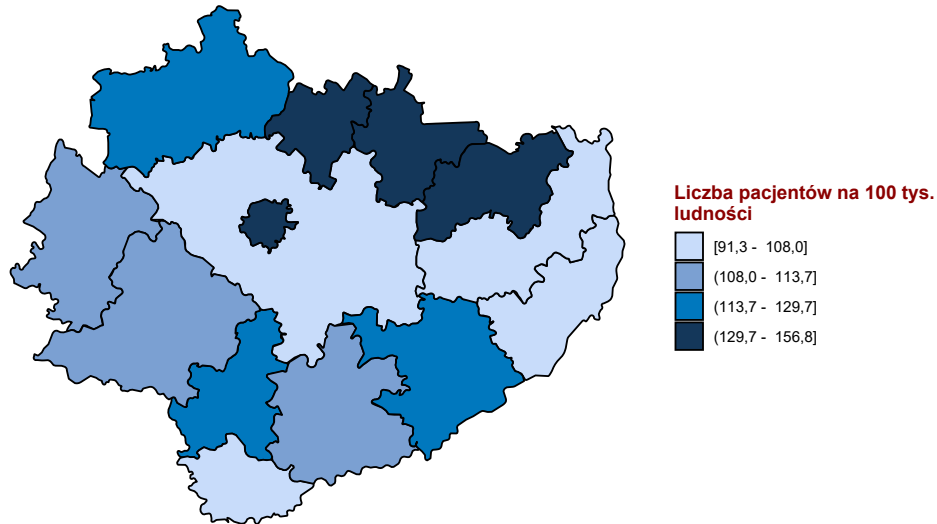 Liczba pacjentów na 100 tys.
ludności
[91,3 - 108,0]
(108,0 - 113,7]
(113,7 - 129,7]
(129,7 - 156,8]